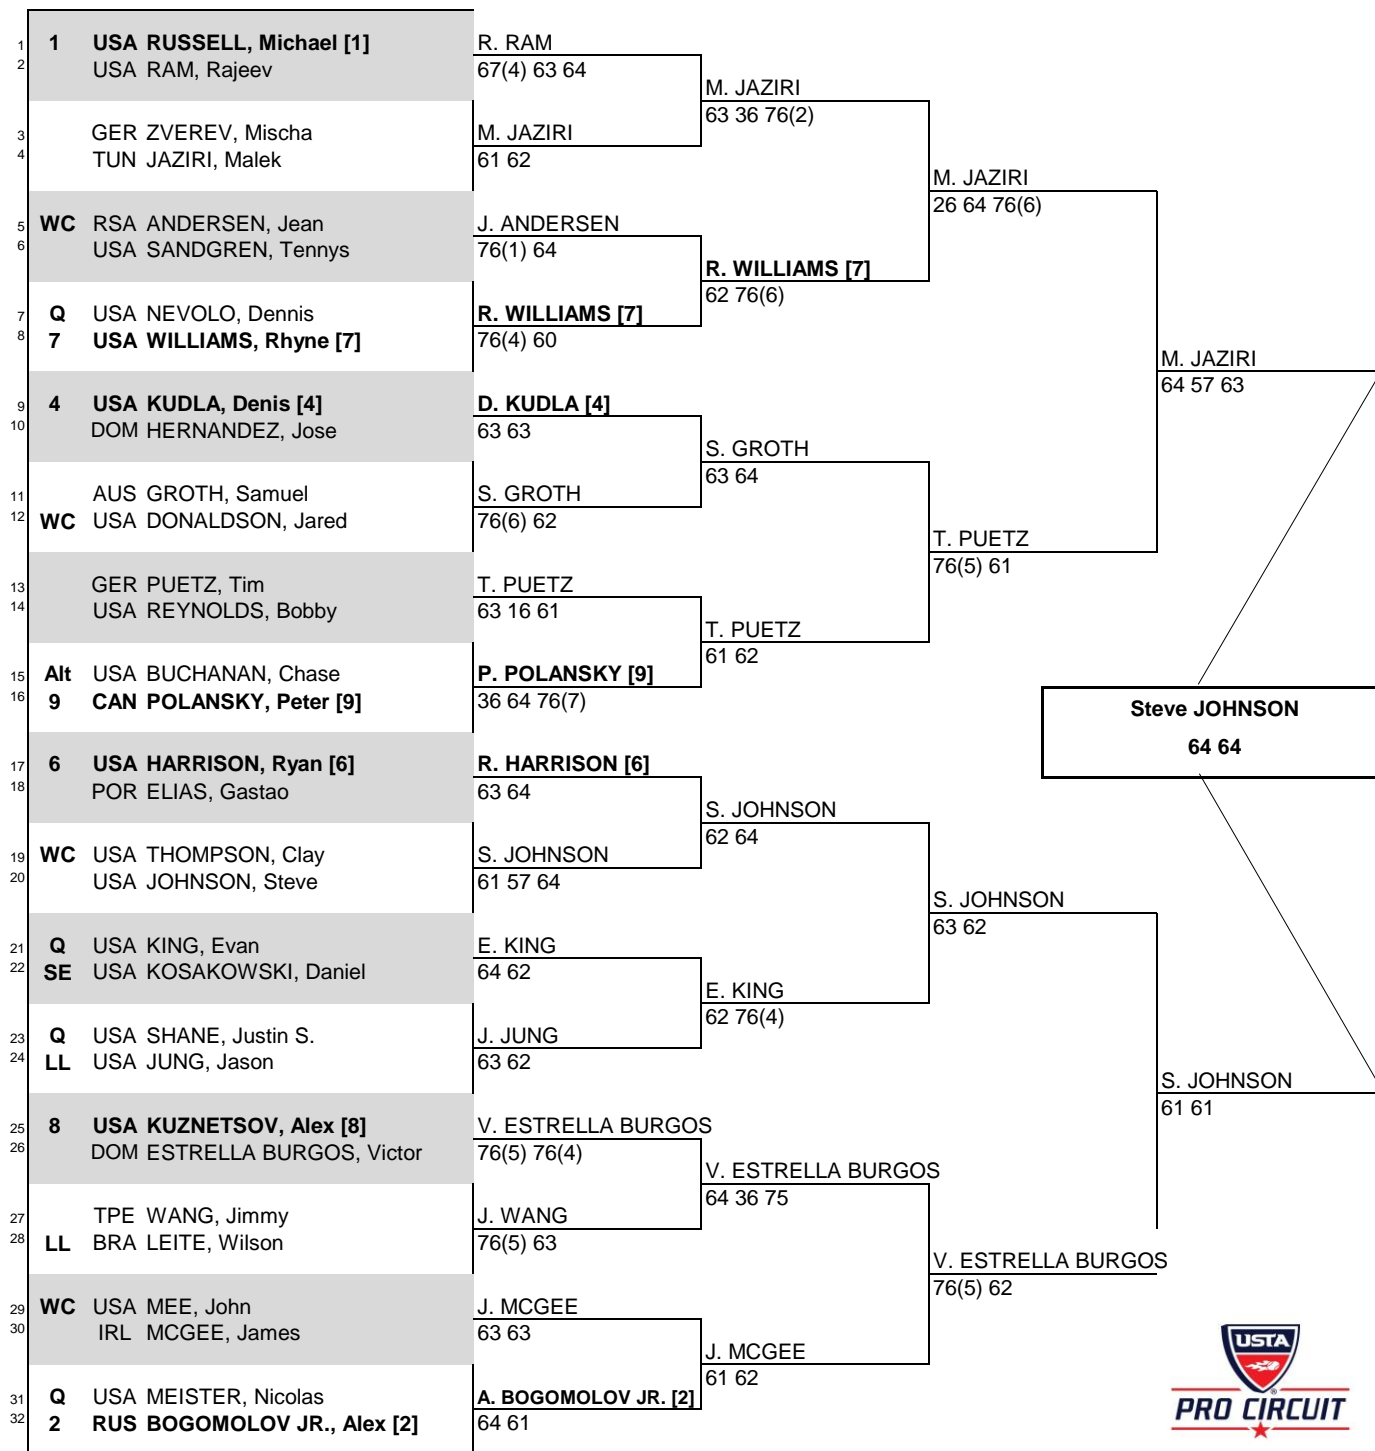 1 1 USA RUSSELL, Michael [1]
2 USA RAM, Rajeev
3 GER ZVEREV, Mischa
4 TUN JAZIRI, Malek
5 WC RSA ANDERSEN, Jean
6 USA SANDGREN, Tennys
7 Q USA NEVOLO, Dennis
8 7 USA WILLIAMS, Rhyne [7]
9 4 USA KUDLA, Denis [4]
10 DOM HERNANDEZ, Jose
11 AUS GROTH, Samuel
12 WC USA DONALDSON, Jared
13 GER PUETZ, Tim
14 USA REYNOLDS, Bobby
15 Alt USA BUCHANAN, Chase
16 9 CAN POLANSKY, Peter [9]
17 6 USA HARRISON, Ryan [6]
18 POR ELIAS, Gastao
19 WC USA THOMPSON, Clay
20 USA JOHNSON, Steve
21 Q USA KING, Evan
22 SE USA KOSAKOWSKI, Daniel
23 Q USA SHANE, Justin S.
24 LL USA JUNG, Jason
25 8 USA KUZNETSOV, Alex [8]
26 DOM ESTRELLA BURGOS, Victor
27 TPE WANG, Jimmy
28 LL BRA LEITE, Wilson
29 WC USA MEE, John
30 IRL MCGEE, James
31 Q USA MEISTER, Nicolas
32 2 RUS BOGOMOLOV JR., Alex [2]
R. RAM
67(4) 63 64
M. JAZIRI
61 62
J. ANDERSEN
76(1) 64
R. WILLIAMS [7]
76(4) 60
D. KUDLA [4]
63 63
S. GROTH
76(6) 62
T. PUETZ
63 16 61
P. POLANSKY [9]
36 64 76(7)
R. HARRISON [6]
63 64
S. JOHNSON
61 57 64
E. KING
64 62
J. JUNG
63 62
V. ESTRELLA BURGOS
76(5) 76(4)
J. WANG
76(5) 63
J. MCGEE
63 63
A. BOGOMOLOV JR. [2]
64 61
M. JAZIRI
63 36 76(2)
R. WILLIAMS [7]
62 76(6)
S. GROTH
63 64
T. PUETZ
61 62
S. JOHNSON
62 64
E. KING
62 76(4)
V. ESTRELLA BURGOS
64 36 75
J. MCGEE
61 62
M. JAZIRI
26 64 76(6)
T. PUETZ
76(5) 61
S. JOHNSON
63 62
V. ESTRELLA BURGOS
76(5) 62
M. JAZIRI
64 57 63
S. JOHNSON
61 61
Steve JOHNSON
64 64
USTA
PRO CIRCUIT